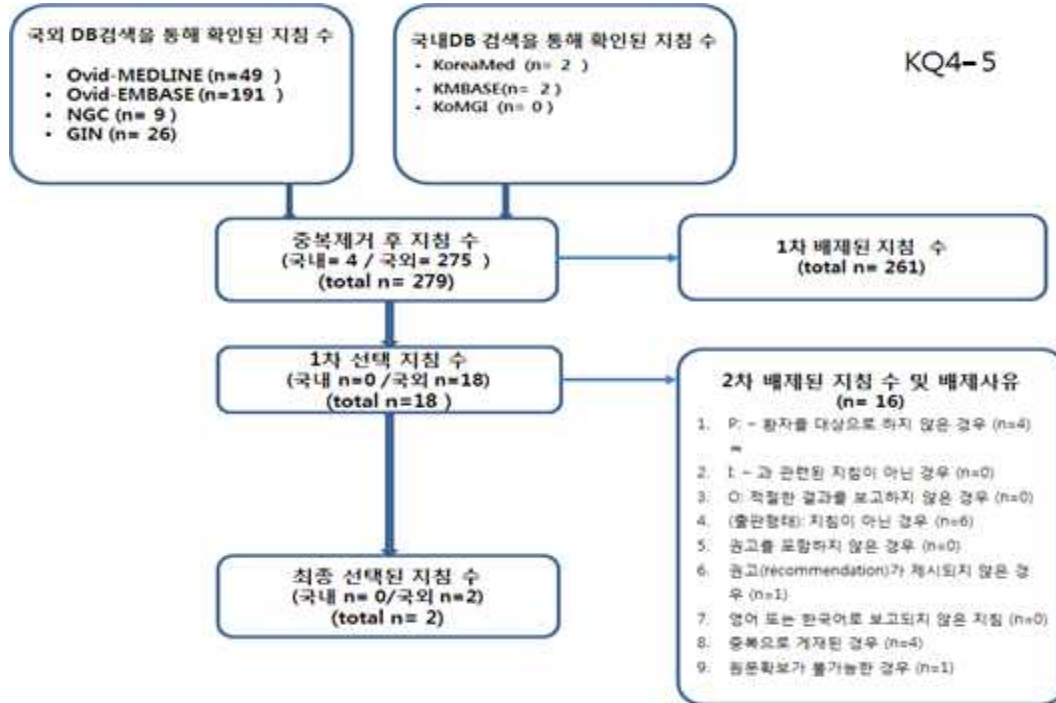 국외 DB검색을 통해 확인된 지침 수
• Ovid-MEDLINE (n=49 )
• Ovid-EMBASE (n=191 )
• NGC (n= 9 )
• GIN (n= 26)
국내DB 검색을 통해 확인된 지침 수
• KoreaMed (n= 2 )
• KMBASE(n= 2)
• KoMGI (n= 0 )
KQ4-5
중복제거 후 지침 수
(국내= 4 / 국외= 275 )
(total n= 279)
1차 배제된 지침 수
(total n= 261)
1차 선택 지침 수
(국내 n=0 /국외 n=18)
(total n=18 )
2차 배제된 지침 수 및 배제사유
(n= 16)
1. P: - 환자를 대상으로 하지 않은 경우 (n=4)
2. I: - 과 관련된 지침이 아닌 경우 (n=0)
3. O: 적절한 결과를 보고하지 않은 경우 (n=0)
4. (출판형태): 지침이 아닌 경우 (n=6)
5. 권고를 포함하지 않은 경우 (n=0)
6. 권고(recommendation)가 제시되지 않은 경
우 (n=1)
7. 영어 또는 한국어로 보고되지 않은 지침 (n=0)
8. 중복으로 게재된 경우 (n=4)
9. 원문확보가 불가능한 경우 (n=1)
최종 선택된 지침 수
(국내 n= 0/국외 n=2)
(total n= 2)